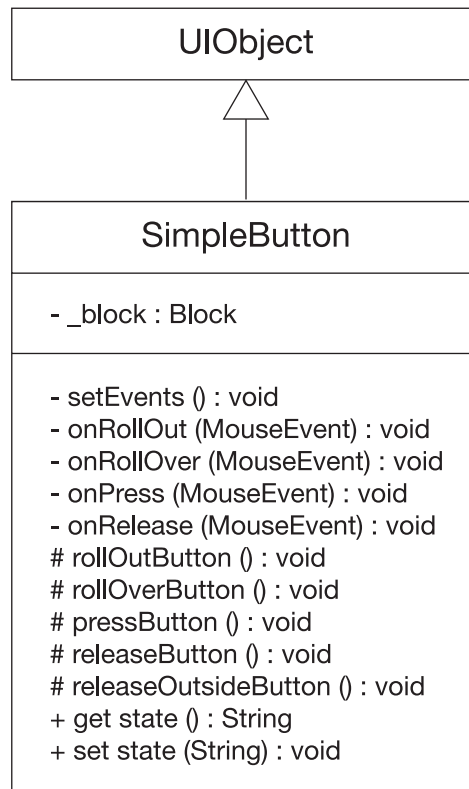 UIObject
SimpleButton
- _block : Block
- setEvents () : void
- onRollOut (MouseEvent) : void
- onRollOver (MouseEvent) : void
- onPress (MouseEvent) : void
- onRelease (MouseEvent) : void
# rollOutButton () : void
# rollOverButton () : void
# pressButton () : void
# releaseButton () : void
# releaseOutsideButton () : void
+ get state () : String
+ set state (String) : void